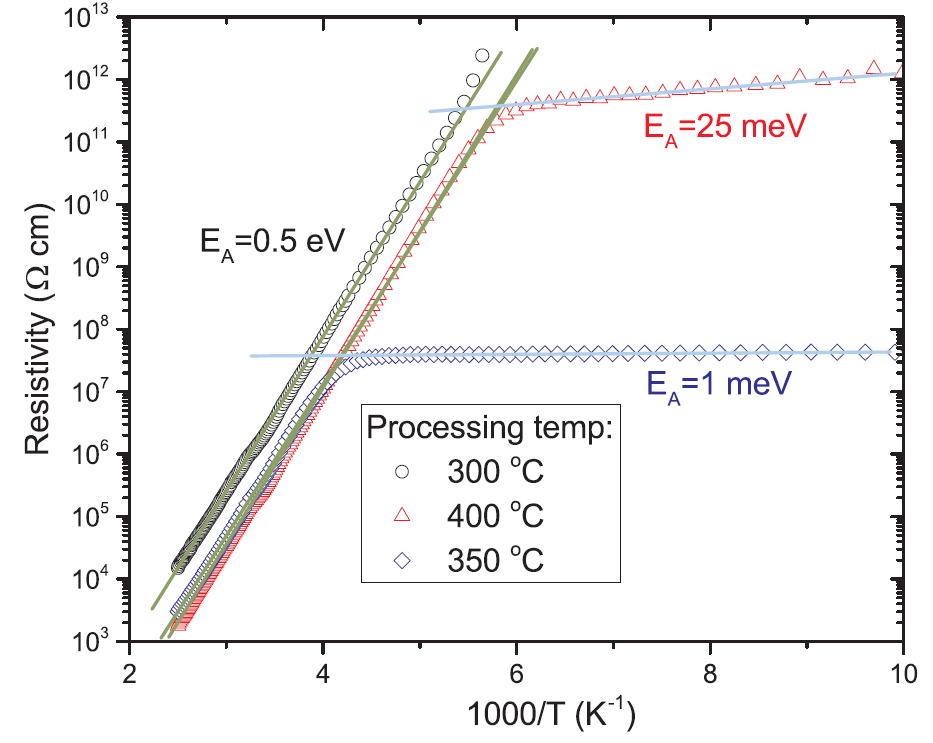 10^13
10^12
10^11
10^10
10^9
10^8
10^7
10^6
10^5
10^4
10^3
Resistivity (Ω cm)
E_A=25 meV
E_A=0.5 eV
E_A=1 meV
Processing temp:
300 °C
400 °C
350 °C
2 4 6 8 10
1000/T (K^-1)